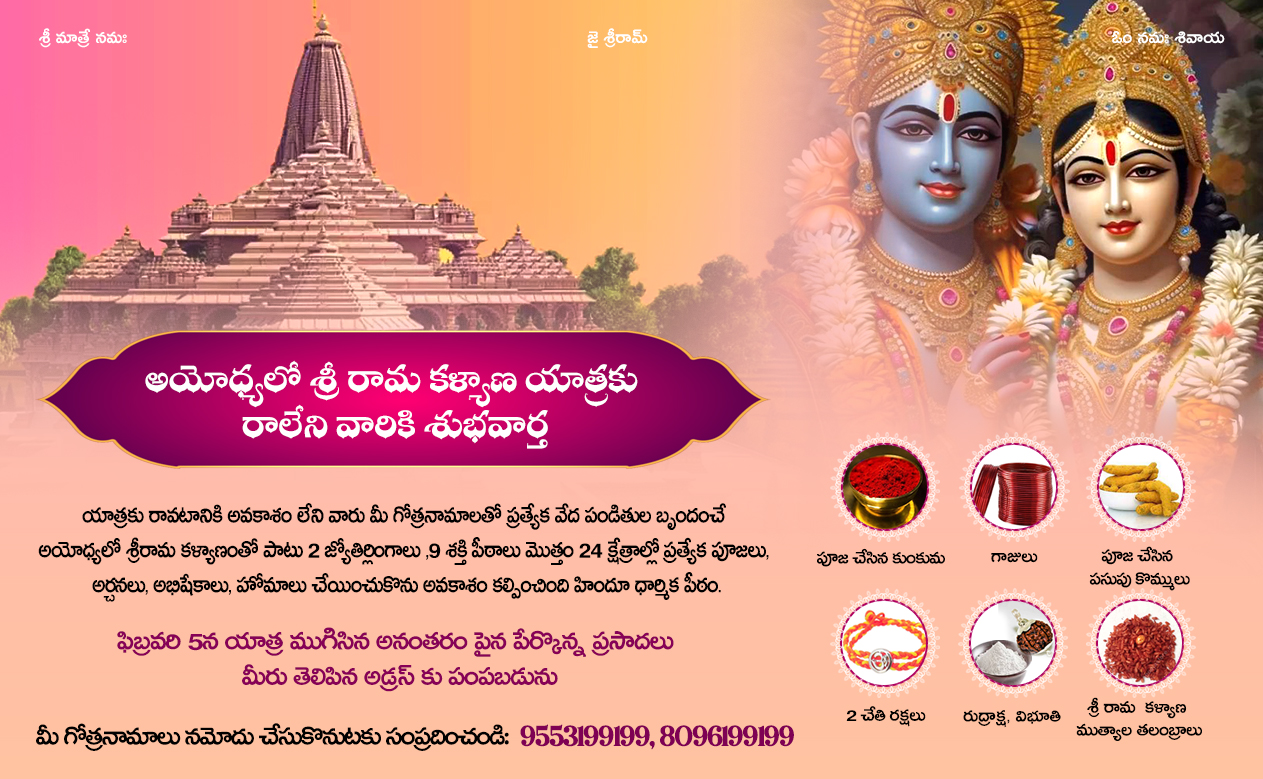 శ్రీ మాత్రే నమః
జై శ్రీరామ్
ఓం నమః శివాయ
అయోధ్యలో శ్రీ రామ కళ్యాణ యాత్రకు
రాలేని వారికి శుభవార్త
యాత్రకు రావటానికి అవకాశం లేని వారు మీ గోత్రనామాలతో ప్రత్యేక వేద పండితుల బృందంచే
అయోధ్యలో శ్రీరామ కళ్యాణంతో పాటు 2 జ్యోతిర్లింగాలు ,9 శక్తి పీఠాలు మొత్తం 24 క్షేత్రాల్లో ప్రత్యేక పూజలు,
అర్చనలు, అభిషేకాలు, హోమాలు చేయించుకొను అవకాశం కల్పించింది హిందూ ధార్మిక పీఠం.
ఫిబ్రవరి 5న యాత్ర ముగిసిన అనంతరం పైన పేర్కొన్న ప్రసాదలు
మీరు తెలిపిన అడ్రస్ కు పంపబడును
మీ గోత్రనామాలు నమోదు చేసుకొనుటకు సంప్రదించండి: 9553199199, 8096199199
పూజ చేసిన కుంకుమ
గాజులు
పూజ చేసిన
పసుపు కొమ్ములు
2 చేతి రక్షలు
రుద్రాక్ష, విభూతి
శ్రీ రామ కళ్యాణ
ముత్యాల తలంబ్రాలు